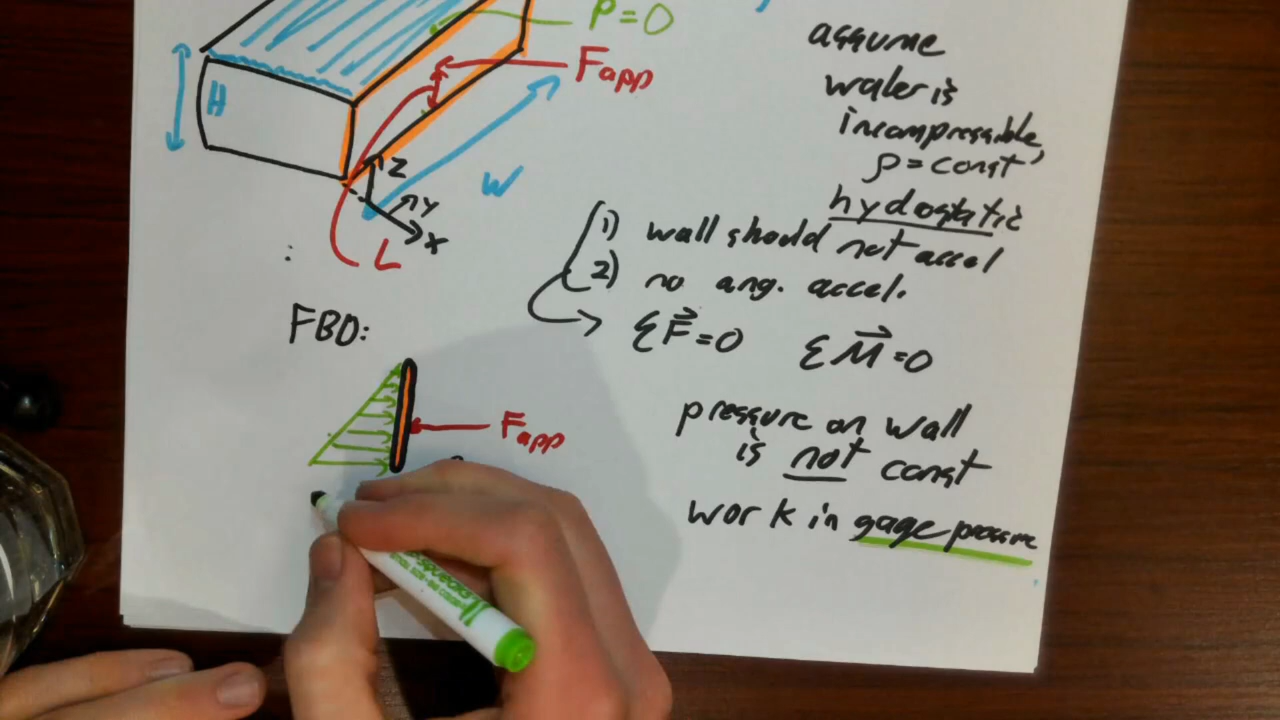 P=0
Fapp
H
W
Z
Y
X
L
assume
water is
incompressible,
ρ=const
hydostatic
1) wall should not accel
2) no ang. accel.
ΣF⃗=0 ΣM⃗=0
FBD:
Fapp
pressure on wall
is not const
work in gage pressure